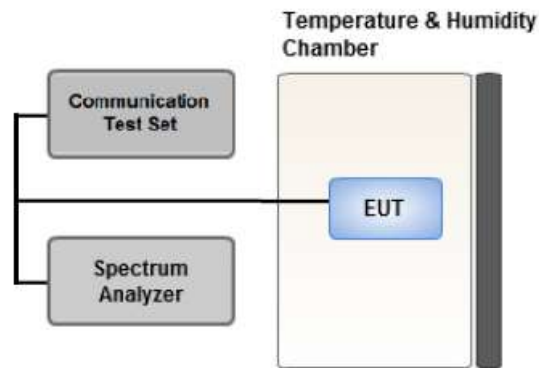 Temperature & Humidity
Chamber
Communication
Test Set
EUT
Spectrum
Analyzer